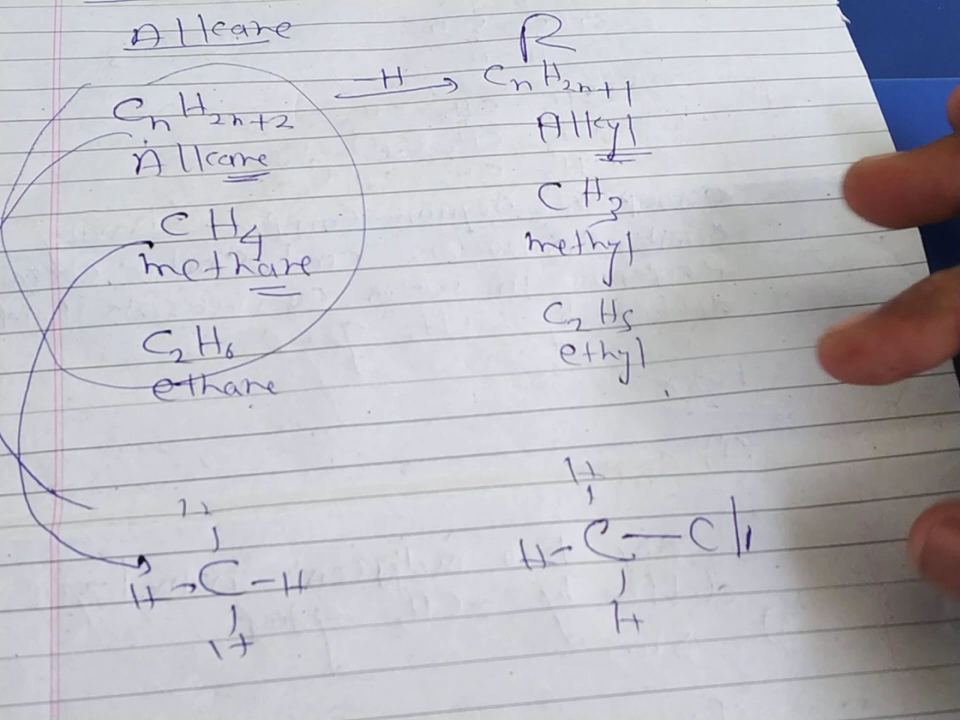 Alkane
R
CnH2n+2 —H→ CnH2n+1
Alkane
Alkyl
CH4
CH3
methane
methyl
C2H6
C2H5
ethane
ethyl
H
H
H-C-H
H-C-Cl
H
H